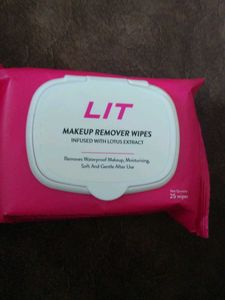 LIT
MAKEUP REMOVER WIPES
INFUSED WITH LOTUS EXTRACT
Removes Waterproof Makeup, Moisturising,
Soft And Gentle After Use
25 wipes